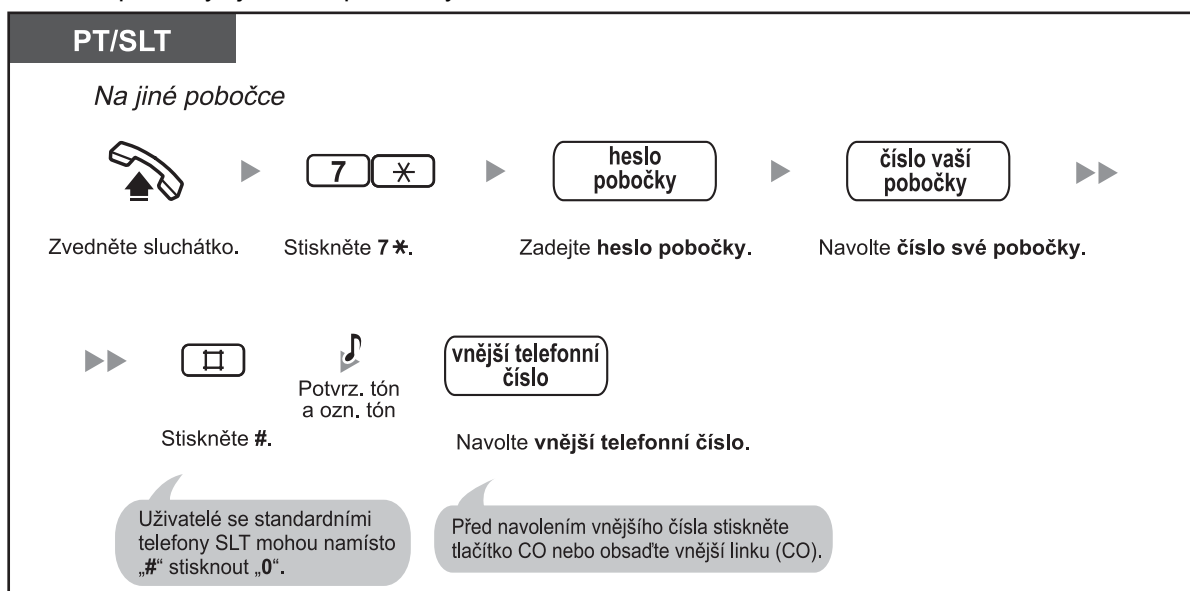 PT/SLT
Na jiné pobočce
7 ✳
heslo
pobočky
číslo vaší
pobočky
Zvedněte sluchátko.
Stiskněte 7✳.
Zadejte heslo pobočky.
Navolte číslo své pobočky.
#
Potvrz. tón
a ozn. tón
vnější telefonní
číslo
Stiskněte #.
Navolte vnější telefonní číslo.
Uživatelé se standardními
telefony SLT mohou namísto
„#“ stisknout „0“.
Před navolením vnějšího čísla stiskněte
tlačítko CO nebo obsaďte vnější linku (CO).